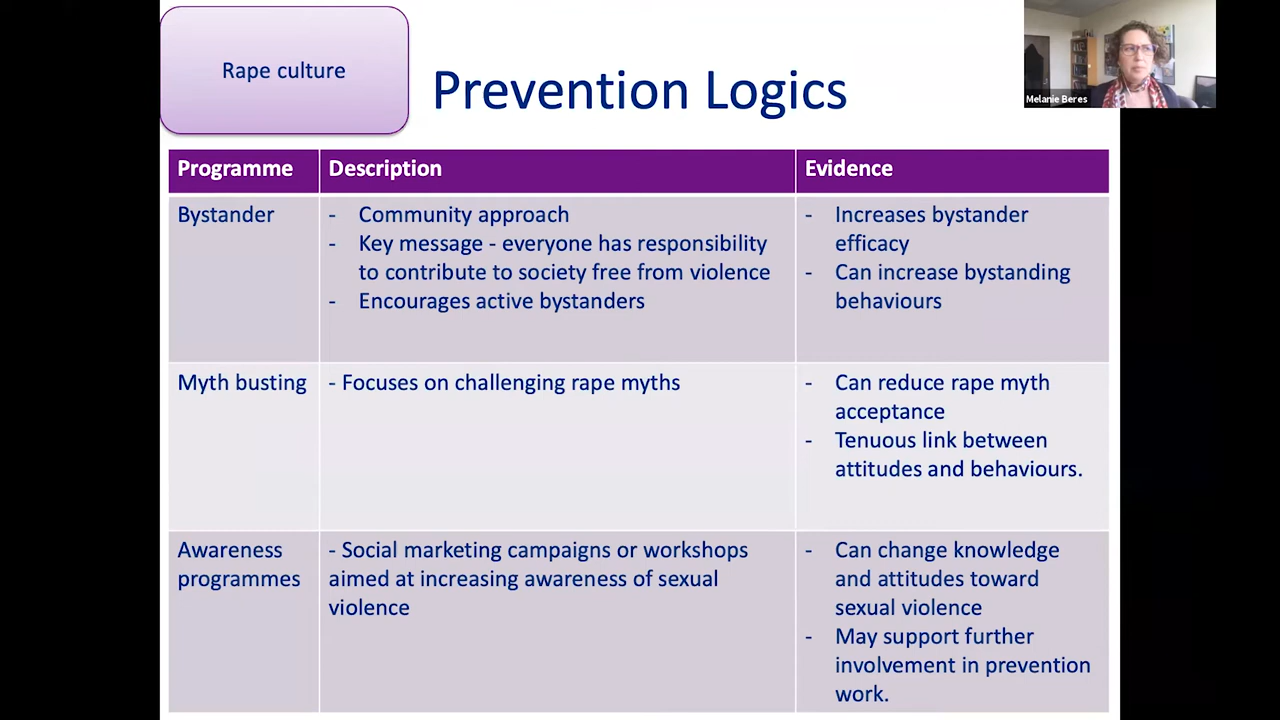 Rape culture
Prevention Logics
Melanie Beres
Programme
Description
Evidence
Bystander
- Community approach
- Key message - everyone has responsibility
to contribute to society free from violence
- Encourages active bystanders
- Increases bystander
efficacy
- Can increase bystanding
behaviours
Myth busting
- Focuses on challenging rape myths
- Can reduce rape myth
acceptance
- Tenuous link between
attitudes and behaviours.
Awareness
programmes
- Social marketing campaigns or workshops
aimed at increasing awareness of sexual
violence
- Can change knowledge
and attitudes toward
sexual violence
- May support further
involvement in prevention
work.